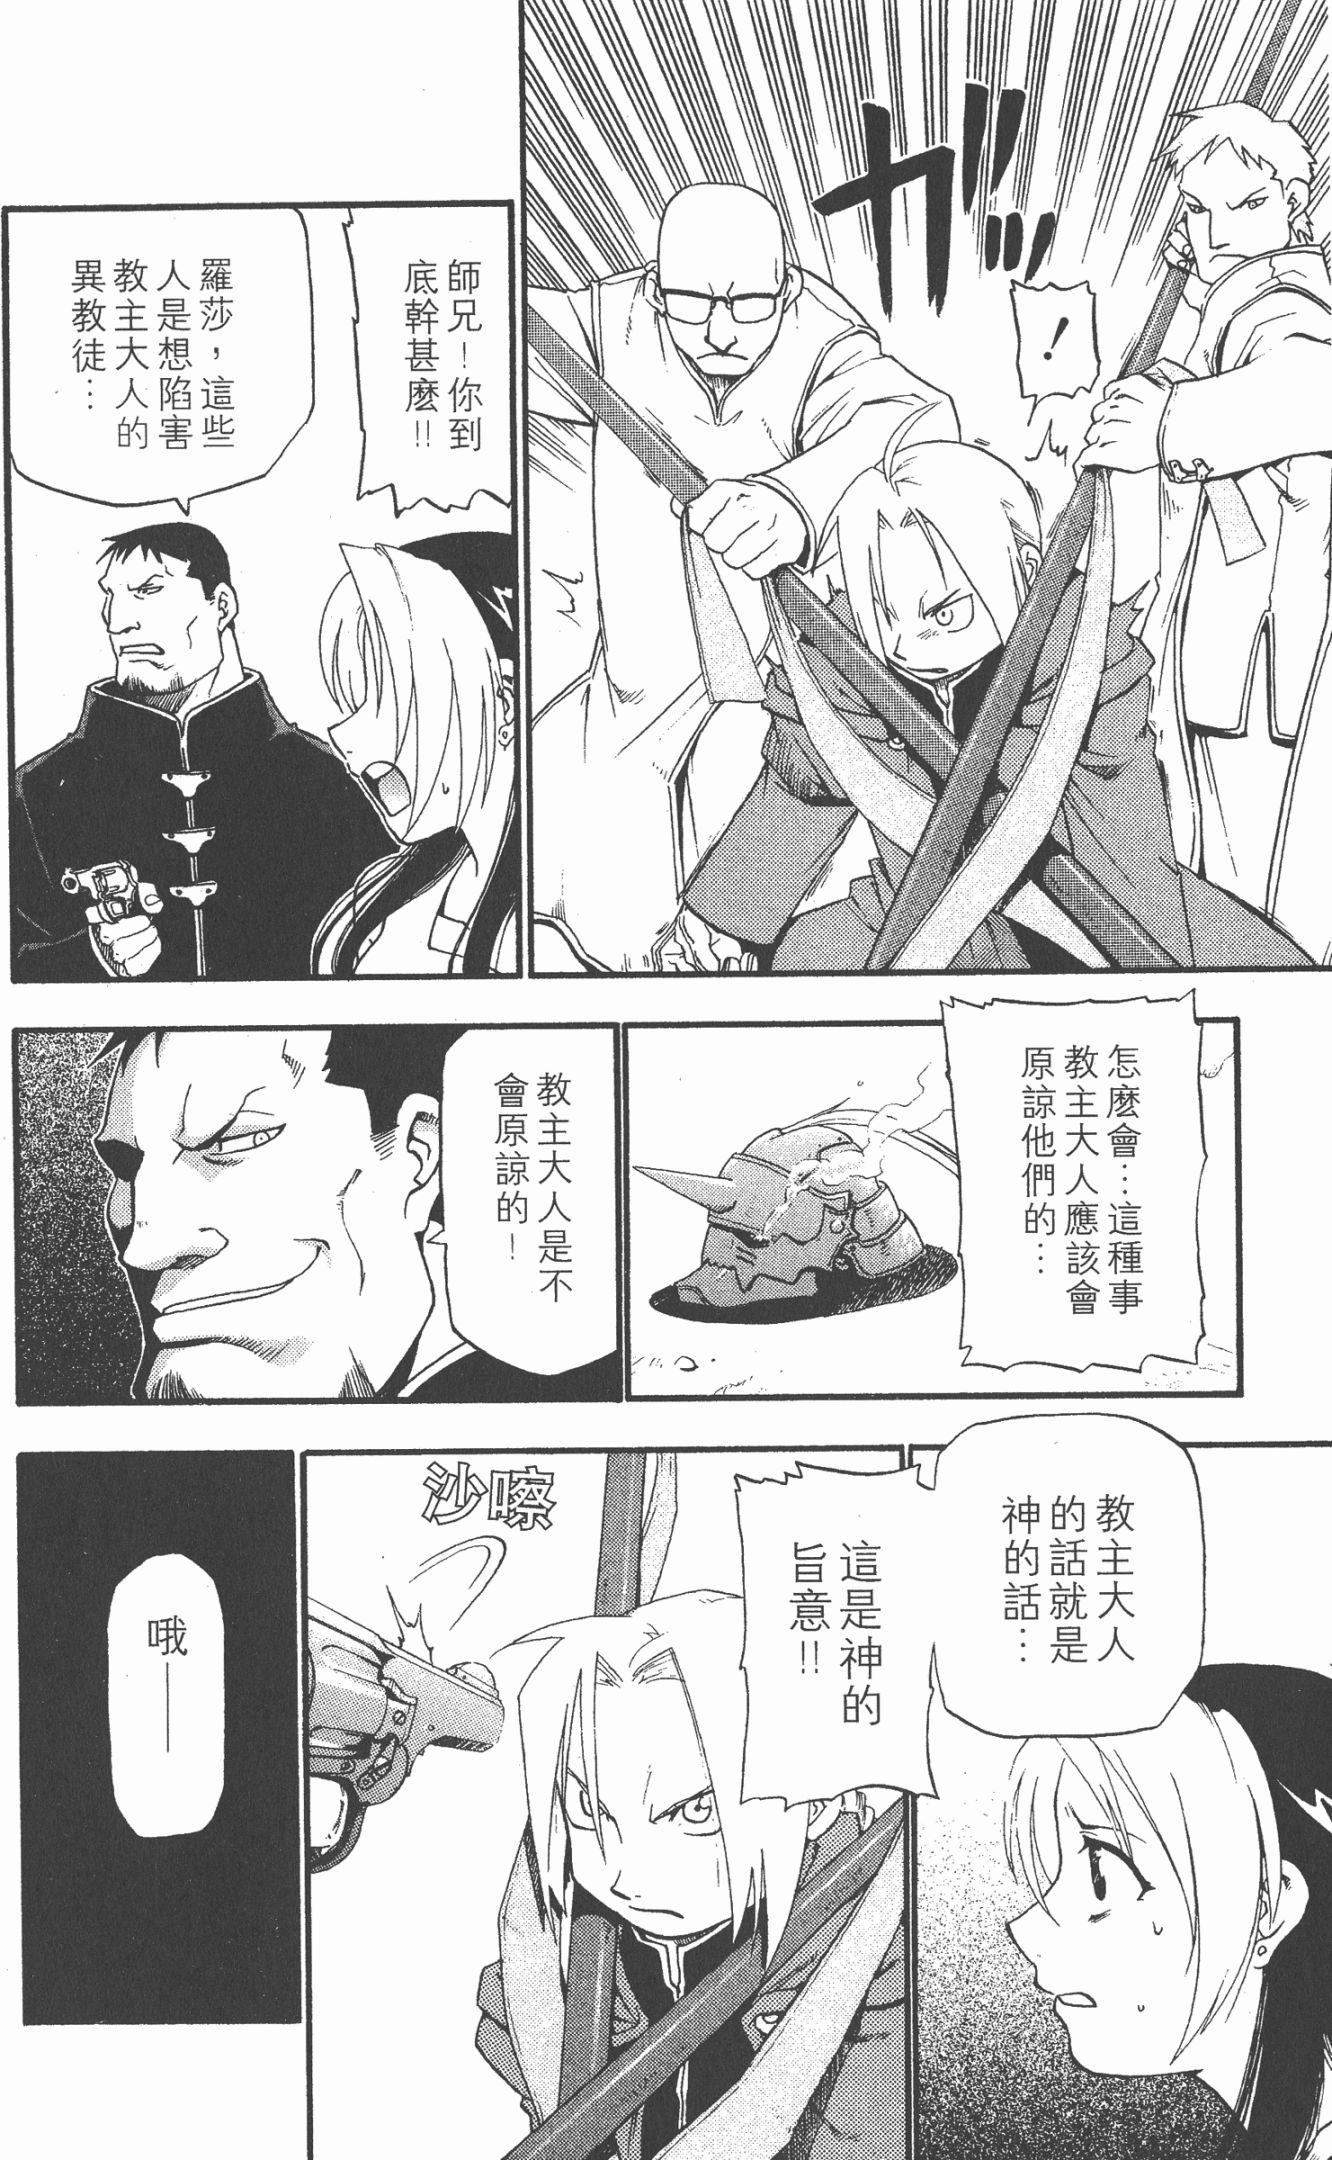 ガッ
！
師兄！你到
底幹甚麼!!
羅莎，這些
人是想陷害
教主大人的
異教徒…
怎麼會…這種事
教主大人應該會
原諒他們的…
教主大人是不
會原諒的！
教主大人
的話就是
神的話…
這是神的
旨意!!
沙嚓
哦──